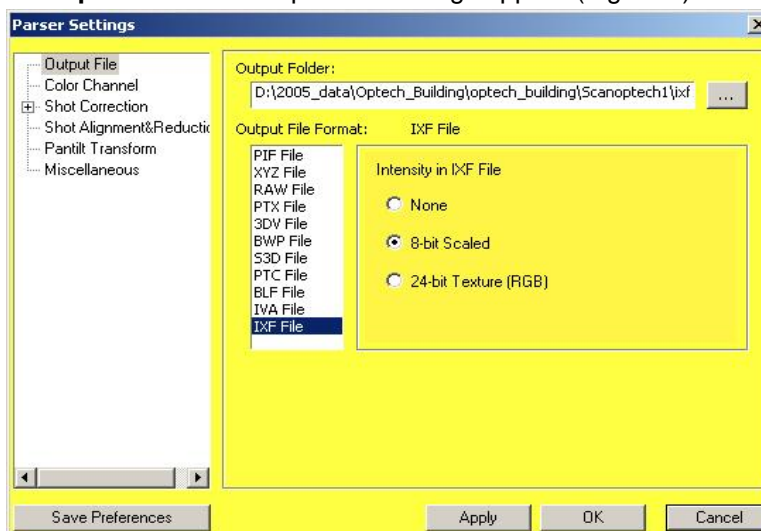 Parser Settings
Output File
Color Channel
Shot Correction
Shot Alignment&Reductic
Pantilt Transform
Miscellaneous
Output Folder:
D:\2005_data\Optech_Building\optech_building\Scanoptech1\ixf
...
Output File Format: IXF File
PIF File
XYZ File
RAW File
PTX File
3DV File
BWP File
S3D File
PTC File
BLF File
IVA File
IXF File
Intensity in IXF File
None
8-bit Scaled
24-bit Texture (RGB)
Save Preferences
Apply
OK
Cancel